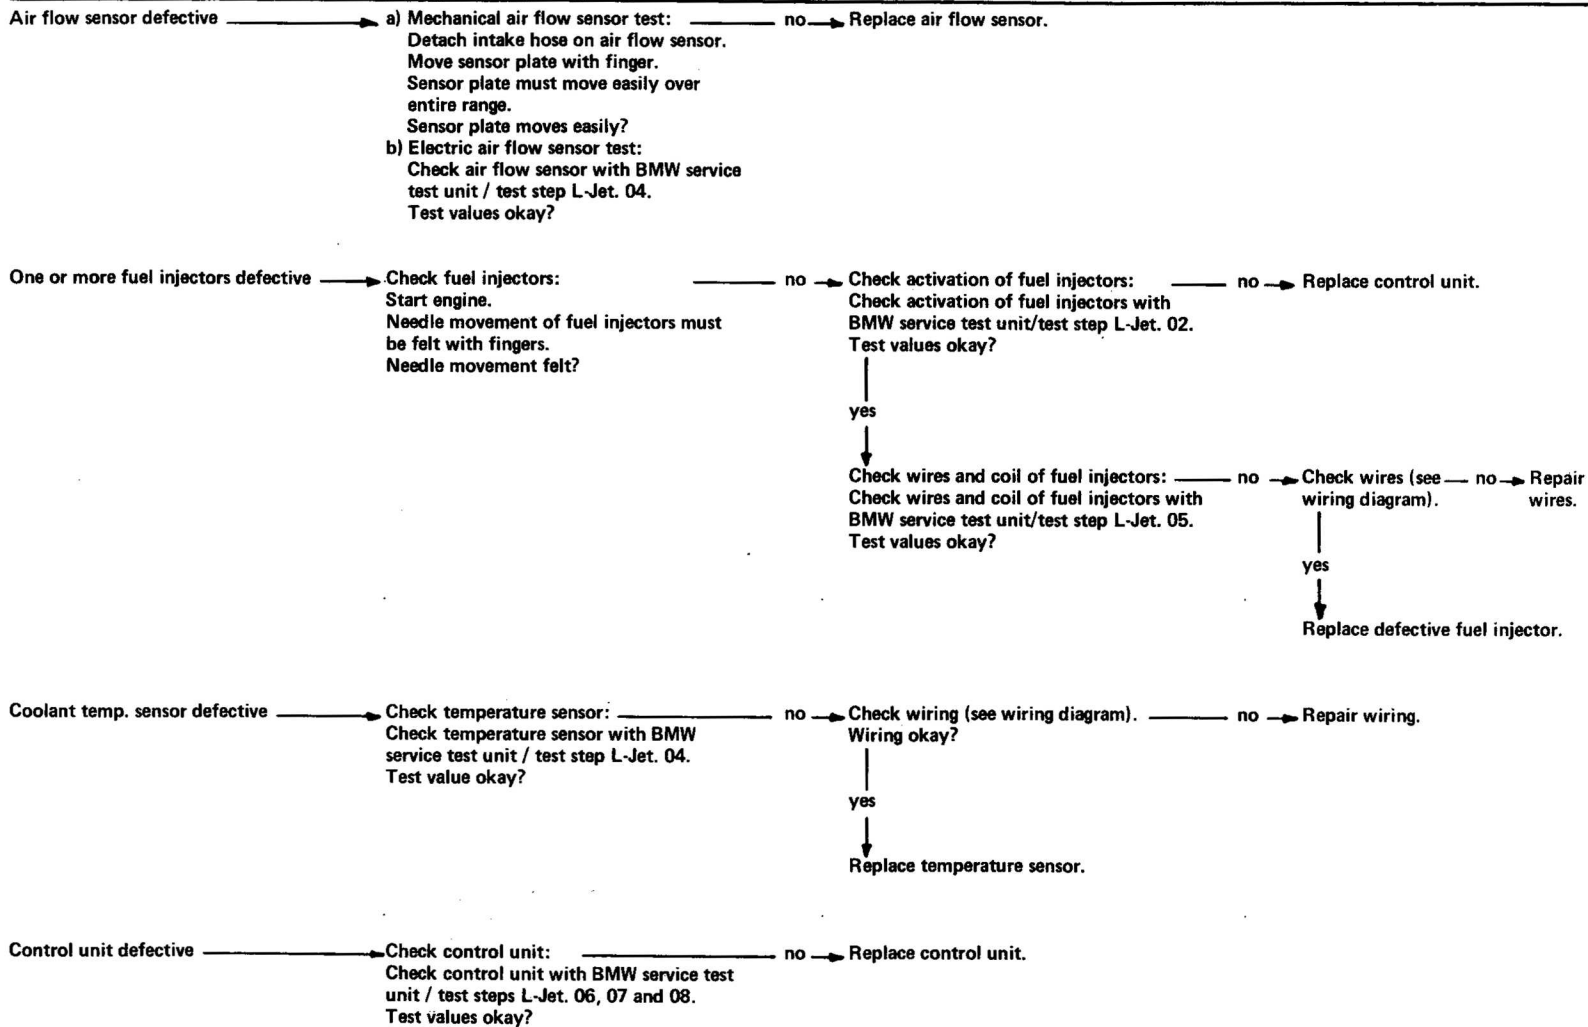 Air flow sensor defective
a) Mechanical air flow sensor test:
Detach intake hose on air flow sensor.
Move sensor plate with finger.
Sensor plate must move easily over
entire range.
Sensor plate moves easily?
b) Electric air flow sensor test:
Check air flow sensor with BMW service
test unit / test step L-Jet. 04.
Test values okay?
no
Replace air flow sensor.
One or more fuel injectors defective
Check fuel injectors:
Start engine.
Needle movement of fuel injectors must
be felt with fingers.
Needle movement felt?
no
Check activation of fuel injectors:
Check activation of fuel injectors with
BMW service test unit/test step L-Jet. 02.
Test values okay?
no
Replace control unit.
yes
Check wires and coil of fuel injectors:
Check wires and coil of fuel injectors with
BMW service test unit/test step L-Jet. 05.
Test values okay?
no
Check wires (see
wiring diagram).
no
Repair
wires.
yes
Replace defective fuel injector.
Coolant temp. sensor defective
Check temperature sensor:
Check temperature sensor with BMW
service test unit / test step L-Jet. 04.
Test value okay?
no
Check wiring (see wiring diagram).
Wiring okay?
no
Repair wiring.
yes
Replace temperature sensor.
Control unit defective
Check control unit:
Check control unit with BMW service test
unit / test steps L-Jet. 06, 07 and 08.
Test values okay?
no
Replace control unit.